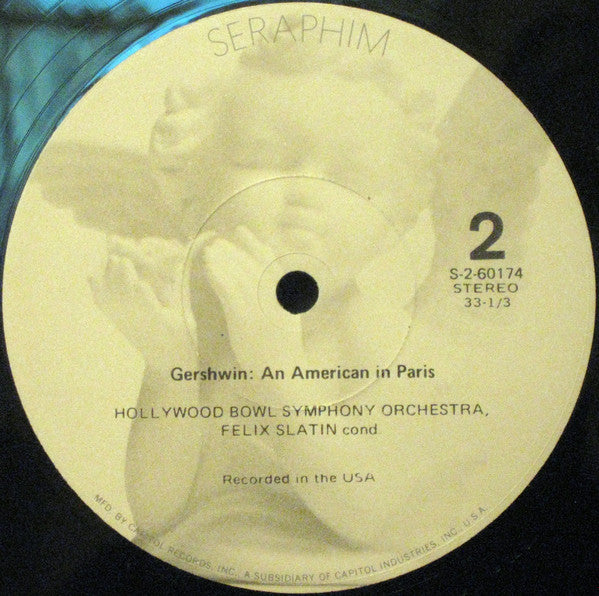 SERAPHIM
2
S-2-60174
STEREO
33-1/3
Gershwin: An American in Paris
HOLLYWOOD BOWL SYMPHONY ORCHESTRA,
FELIX SLATIN cond.
Recorded in the USA
MFD. BY CAPITOL RECORDS, INC., A SUBSIDIARY OF CAPITOL INDUSTRIES, INC., U.S.A.